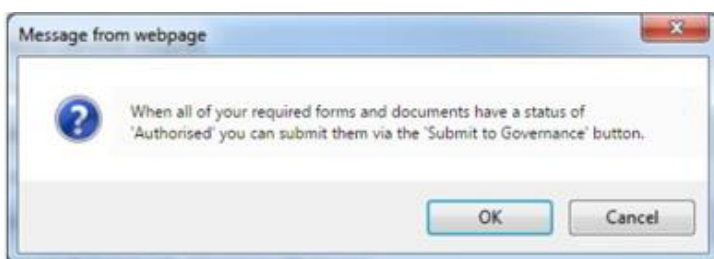 Message from webpage
When all of your required forms and documents have a status of
'Authorised' you can submit them via the 'Submit to Governance' button.
OK
Cancel